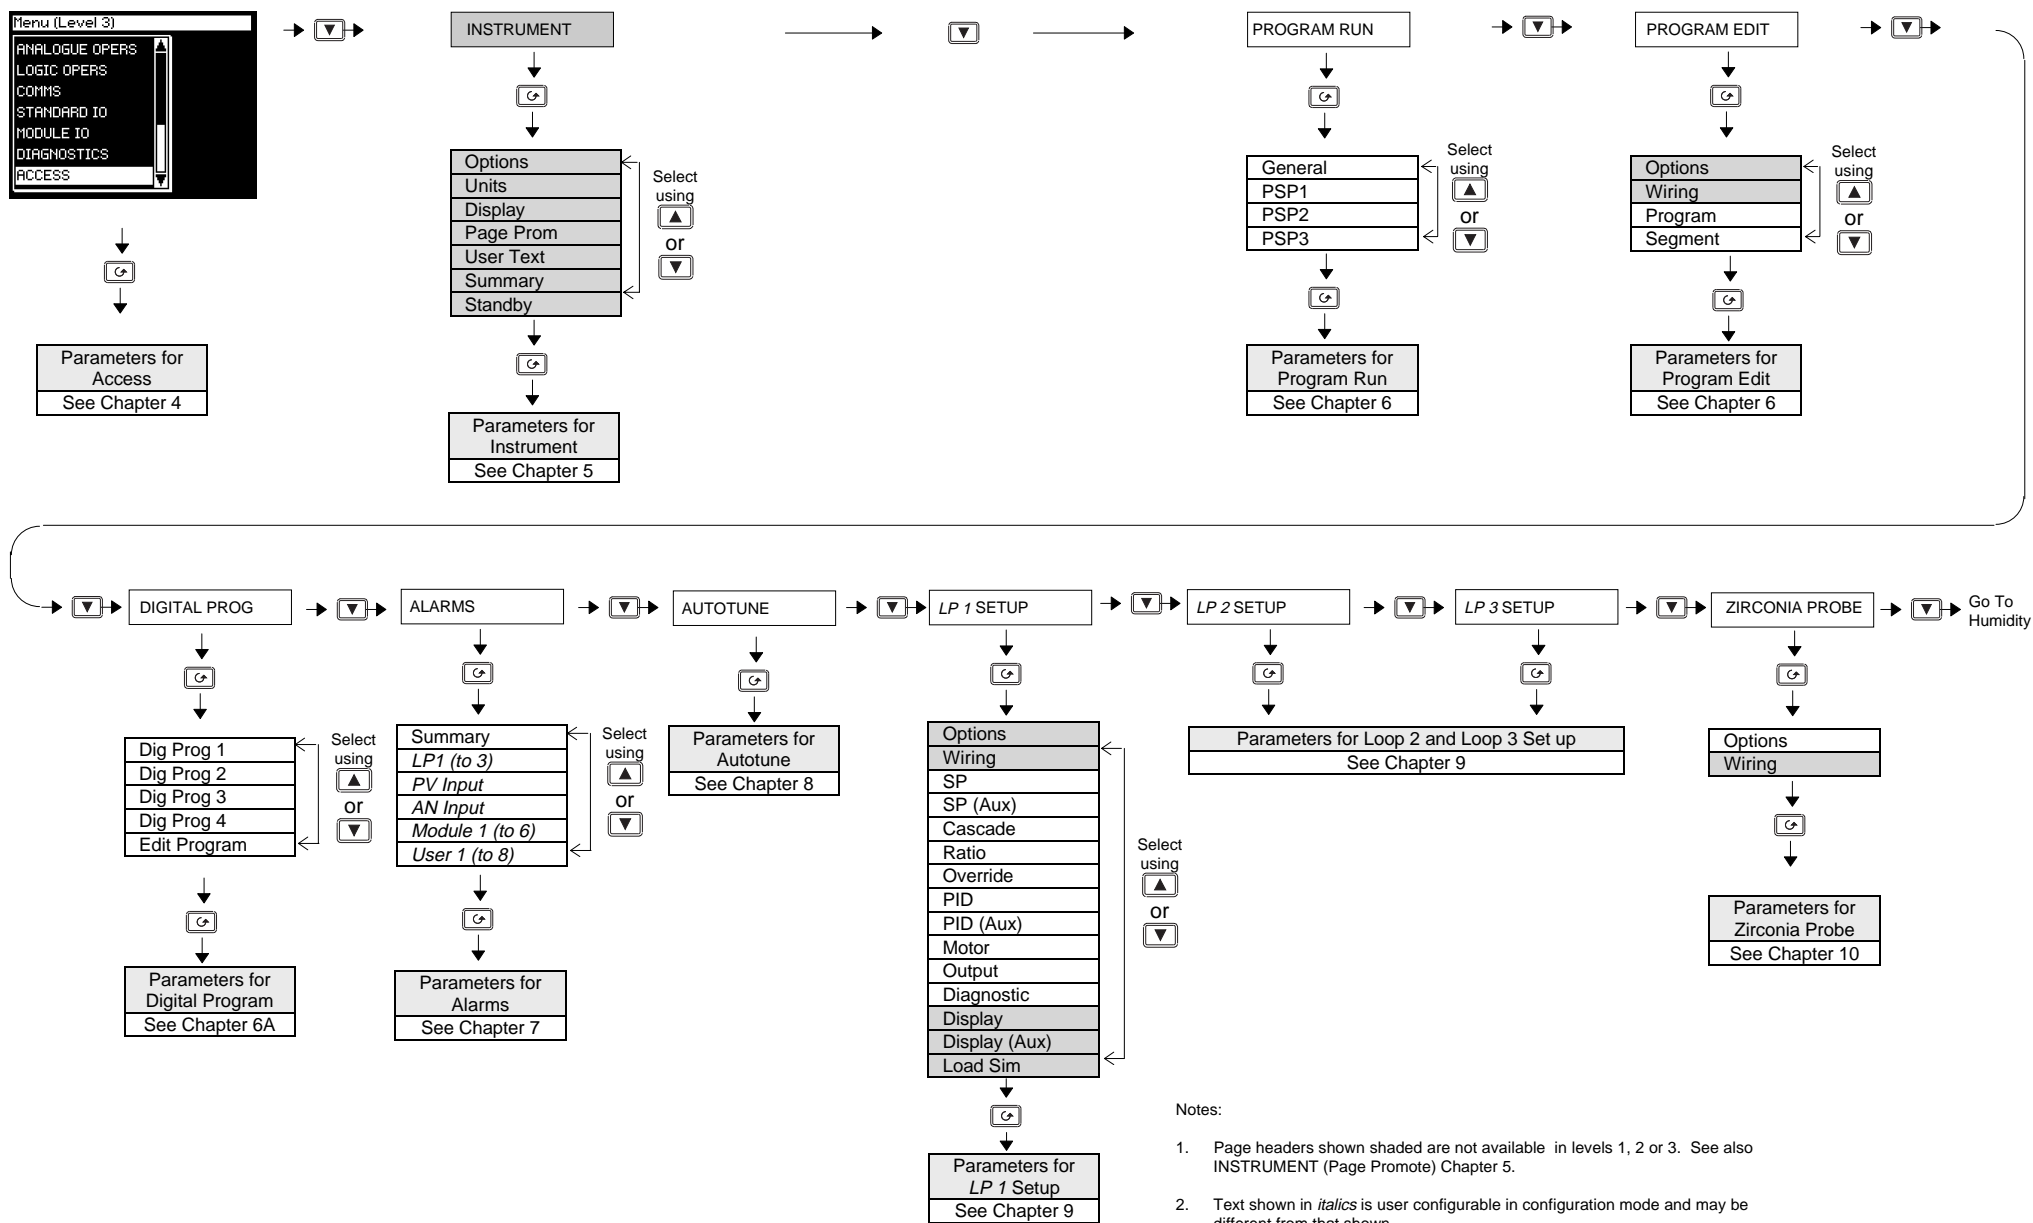 Menu (Level 3)
ANALOGUE OPERS
LOGIC OPERS
COMMS
STANDARD IO
MODULE IO
DIAGNOSTICS
ACCESS
Parameters for
Access
See Chapter 4
INSTRUMENT
Options
Units
Display
Page Prom
User Text
Summary
Standby
Select
using
or
Parameters for
Instrument
See Chapter 5
PROGRAM RUN
General
PSP1
PSP2
PSP3
Select
using
or
Parameters for
Program Run
See Chapter 6
PROGRAM EDIT
Options
Wiring
Program
Segment
Select
using
or
Parameters for
Program Edit
See Chapter 6
DIGITAL PROG
Dig Prog 1
Dig Prog 2
Dig Prog 3
Dig Prog 4
Edit Program
Select
using
or
Parameters for
Digital Program
See Chapter 6A
ALARMS
Summary
LP1 (to 3)
PV Input
AN Input
Module 1 (to 6)
User 1 (to 8)
Select
using
or
Parameters for
Alarms
See Chapter 7
AUTOTUNE
Parameters for
Autotune
See Chapter 8
LP 1 SETUP
Options
Wiring
SP
SP (Aux)
Cascade
Ratio
Override
PID
PID (Aux)
Motor
Output
Diagnostic
Display
Display (Aux)
Load Sim
Select
using
or
Parameters for
LP 1 Setup
See Chapter 9
LP 2 SETUP
LP 3 SETUP
Parameters for Loop 2 and Loop 3 Set up
See Chapter 9
ZIRCONIA PROBE
Options
Wiring
Parameters for
Zirconia Probe
See Chapter 10
Go To
Humidity
Notes:
1. Page headers shown shaded are not available in levels 1, 2 or 3. See also
INSTRUMENT (Page Promote) Chapter 5.
2. Text shown in italics is user configurable in configuration mode and may be
different from that shown